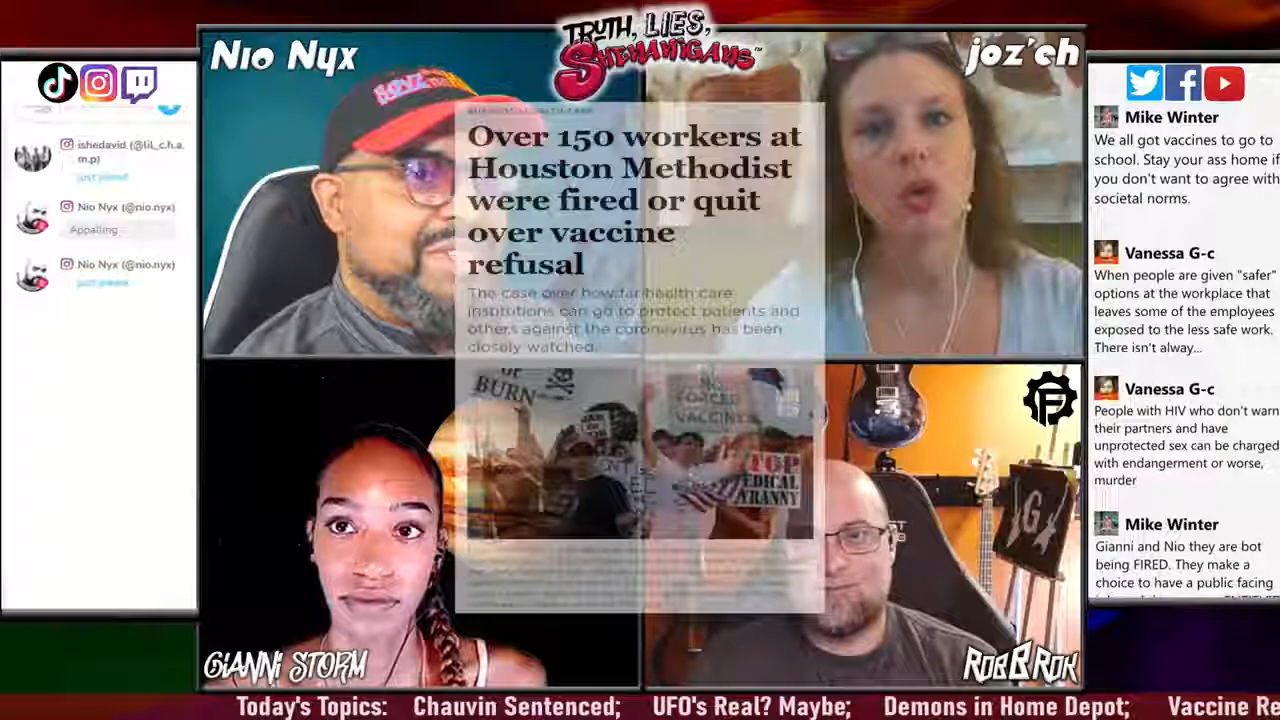 TRUTH, LIES,
SHENANIGANS™
Nio Nyx
joz'eh
ishedavid (@lil_c.h.a.
m.p)
just joined
Nio Nyx (@nio.nyx)
Appalling
Nio Nyx (@nio.nyx)
just joined
Over 150 workers at
Houston Methodist
were fired or quit
over vaccine
refusal
The case over how far health care
institutions can go to protect patients and
others against the coronavirus has been
closely watched.
BURN
FORCED
VACCINES
MEDICAL
Mike Winter
We all got vaccines to go to
school. Stay your ass home if
you don't want to agree with
societal norms.
Vanessa G-c
When people are given "safer"
options at the workplace that
leaves some of the employees
exposed to the less safe work.
There isn't alway...
Vanessa G-c
People with HIV who don't warn
their partners and have
unprotected sex can be charged
with endangerment or worse,
murder
Mike Winter
Gianni and Nio they are bot
being FIRED. They make a
choice to have a public facing
G
GIANNI STORM
ROBBROK
Today's Topics: Chauvin Sentenced; UFO's Real? Maybe; Demons in Home Depot; Vaccine Re